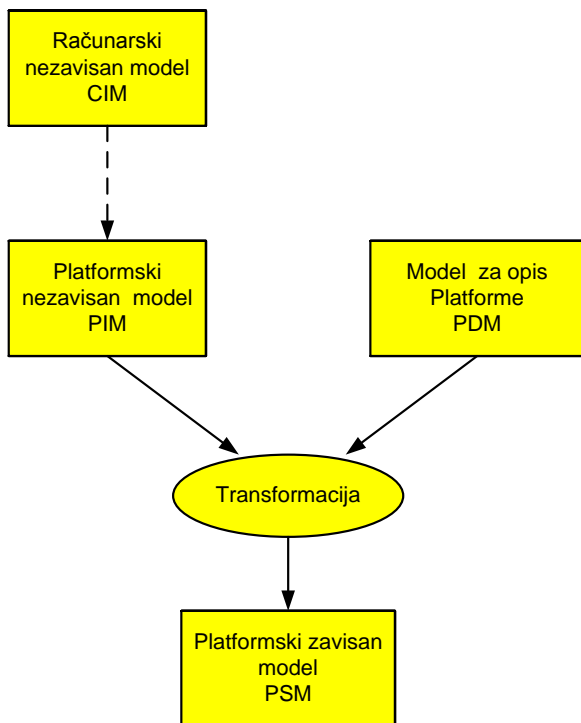 Računarski
nezavisan model
CIM
Platformski
nezavisan model
PIM
Model za opis
Platforme
PDM
Transformacija
Platformski zavisan
model
PSM